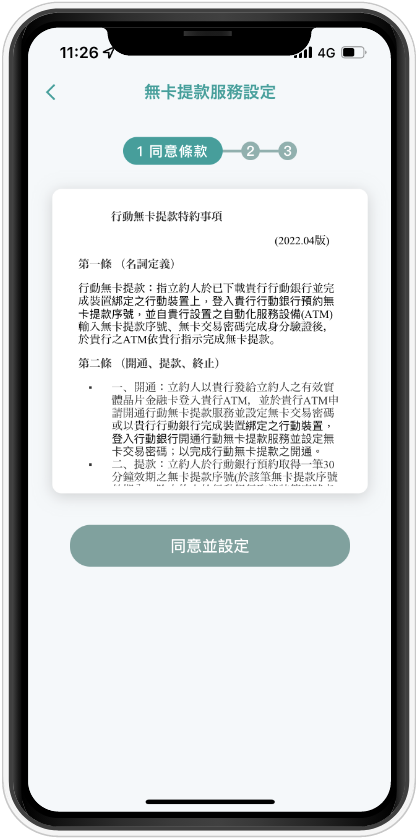 11:26
4G
無卡提款服務設定
1 同意條款
2
3
行動無卡提款特約事項
(2022.04版)
第一條 （名詞定義）
行動無卡提款：指立約人於已下載貴行行動銀行並完
成裝置綁定之行動裝置上，登入貴行行動銀行預約無
卡提款序號，並自貴行設置之自動化服務設備(ATM)
輸入無卡提款序號、無卡交易密碼完成身分驗證後，
於貴行之ATM依貴行指示完成無卡提款。
第二條 （開通、提款、終止）
▪ 一、開通：立約人以貴行發給立約人之有效實
體晶片金融卡登入貴行ATM，並於貴行ATM申
請開通行動無卡提款服務並設定無卡交易密碼
或以貴行行動銀行完成裝置綁定之行動裝置，
登入行動銀行開通行動無卡提款服務並設定無
卡交易密碼；以完成行動無卡提款之開通。
▪ 二、提款：立約人於行動銀行預約取得一筆30
分鐘效期之無卡提款序號(於該筆無卡提款序號
同意並設定